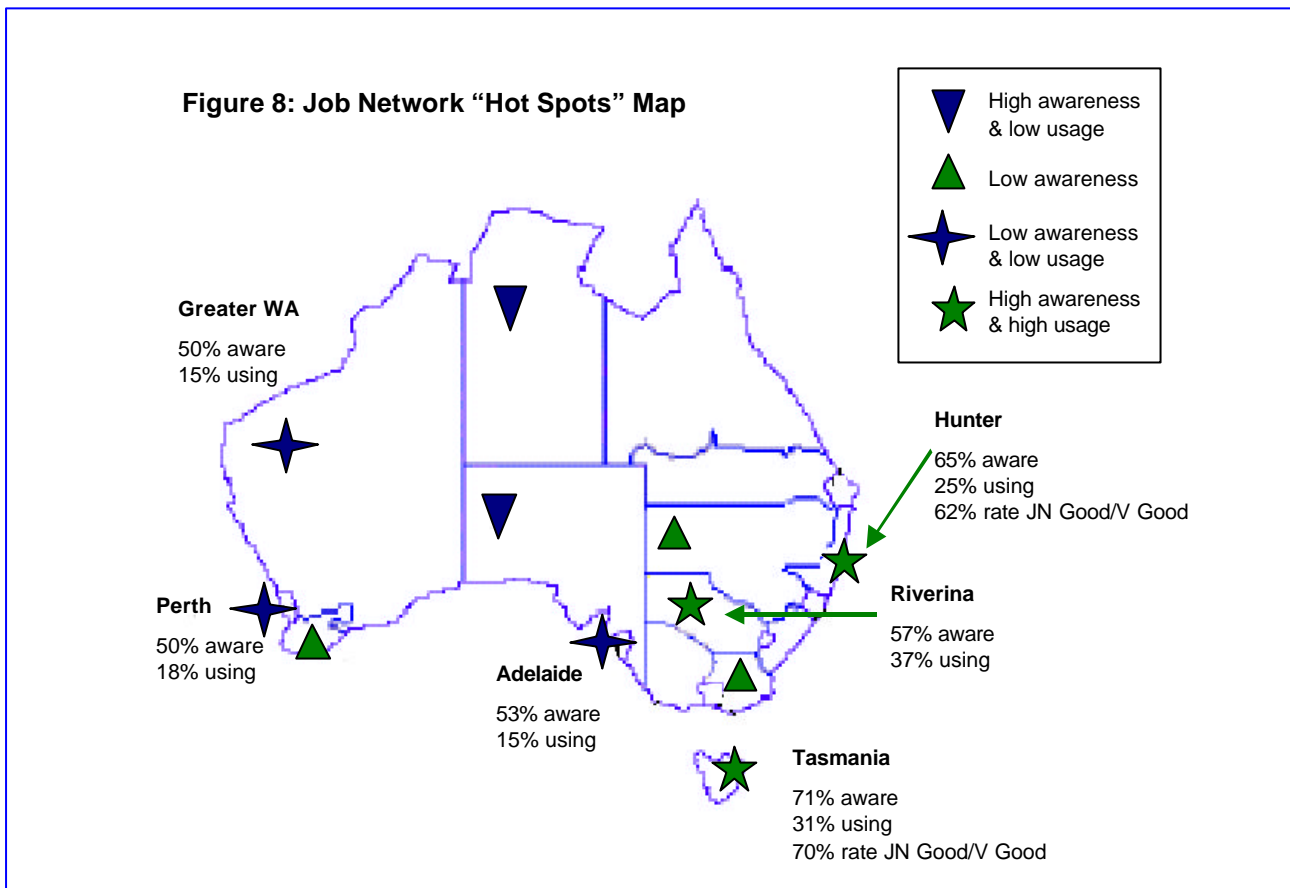 Figure 8: Job Network “Hot Spots” Map
High awareness
& low usage
Low awareness
Low awareness
& low usage
High awareness
& high usage
Greater WA
50% aware
15% using
Hunter
65% aware
25% using
62% rate JN Good/V Good
Riverina
57% aware
37% using
Perth
50% aware
18% using
Adelaide
53% aware
15% using
Tasmania
71% aware
31% using
70% rate JN Good/V Good